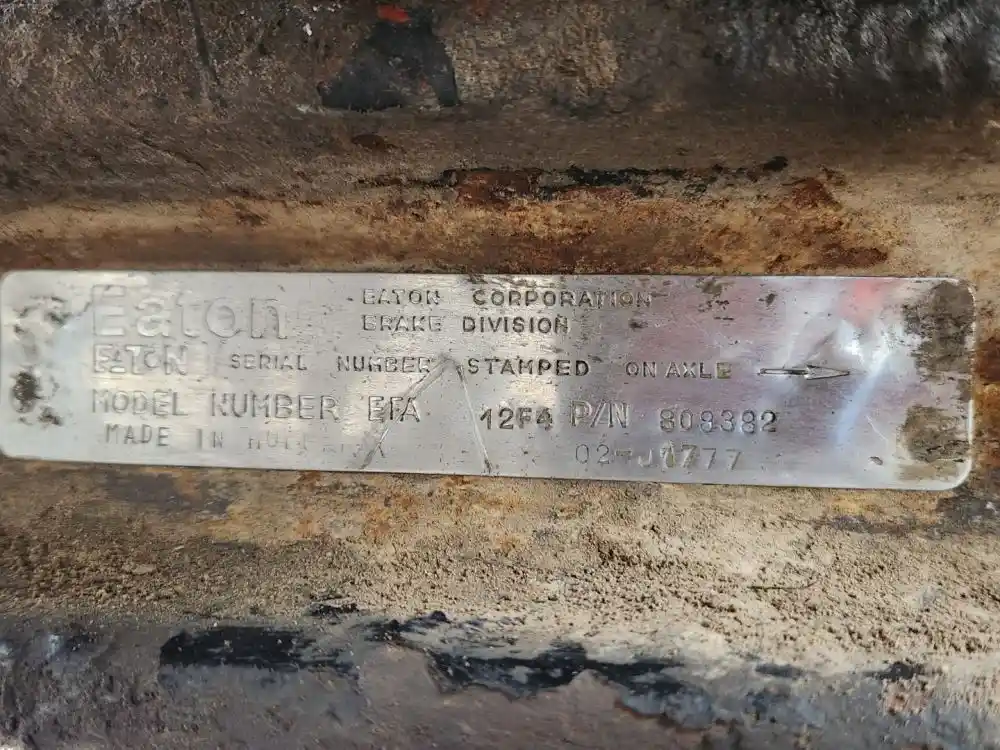 Eaton
EATON CORPORATION
BRAKE DIVISION
EATON SERIAL NUMBER STAMPED ON AXLE
MODEL NUMBER EFA 12F4 P/N 808382
MADE IN